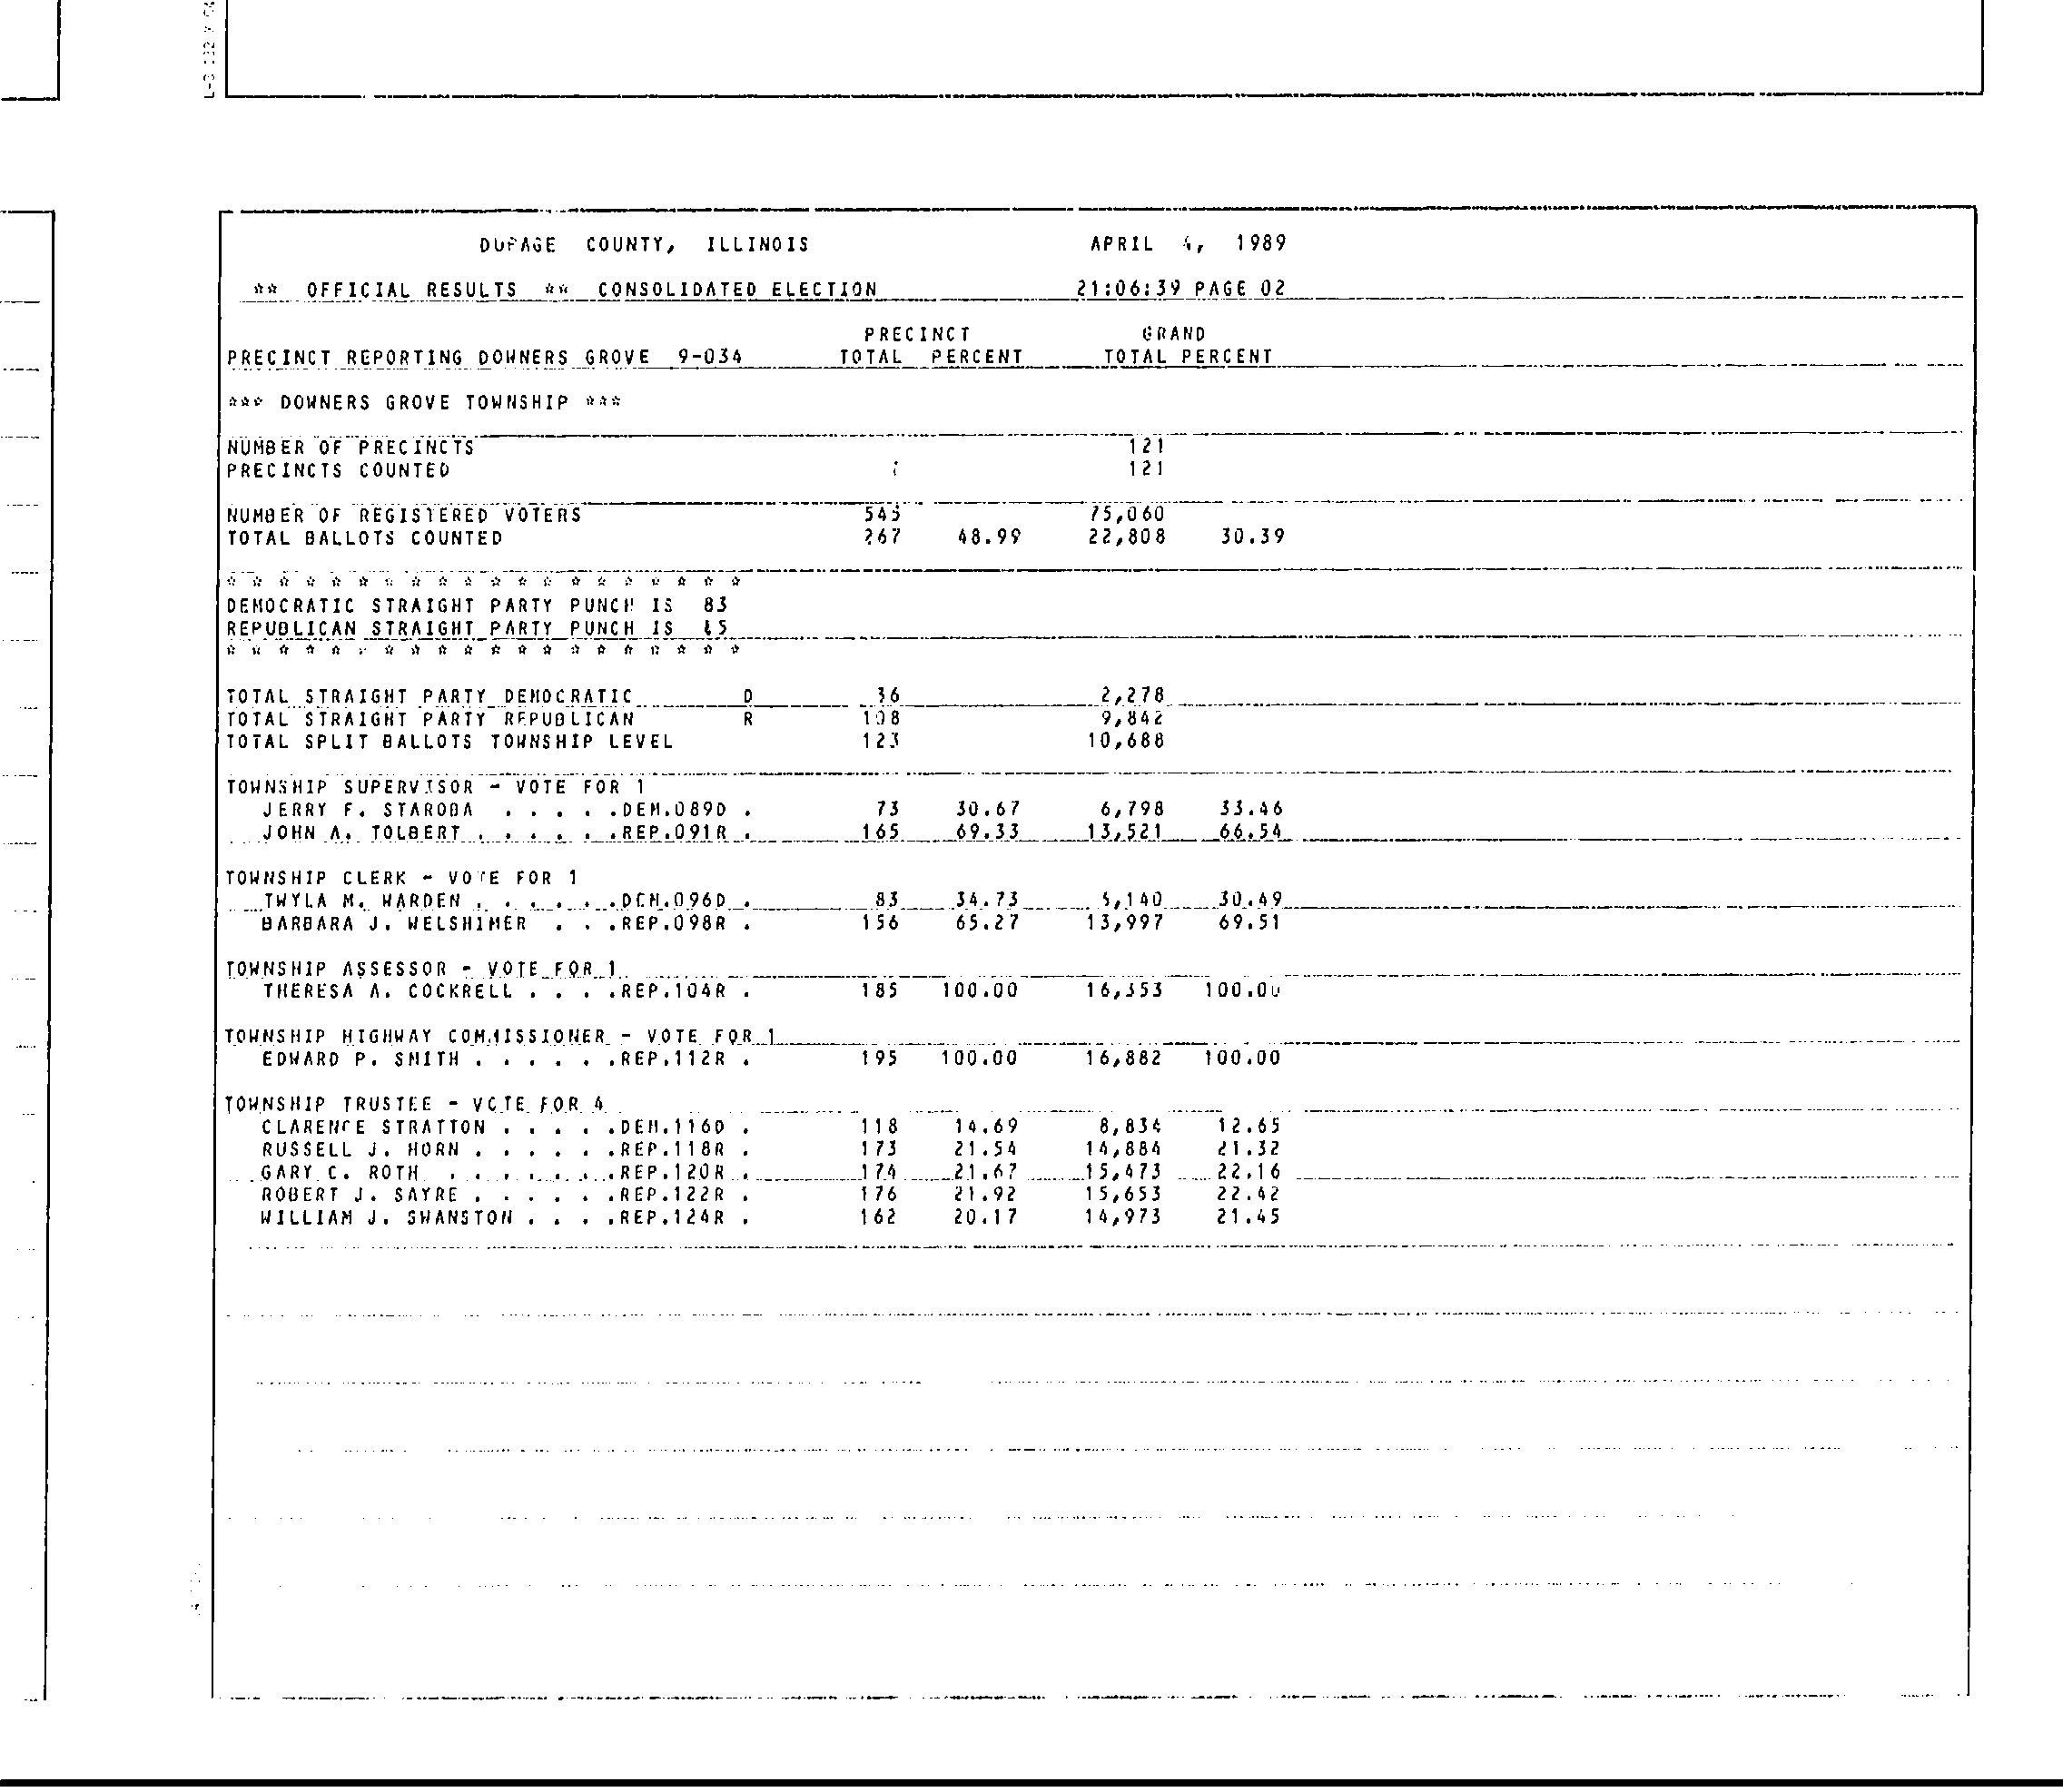 DUPAGE COUNTY, ILLINOIS APRIL 4, 1989
** OFFICIAL RESULTS ** CONSOLIDATED ELECTION 21:06:39 PAGE 02
PRECINCT GRAND
PRECINCT REPORTING DOWNERS GROVE 9-034 TOTAL PERCENT TOTAL PERCENT
*** DOWNERS GROVE TOWNSHIP ***
NUMBER OF PRECINCTS 121
PRECINCTS COUNTED 121
NUMBER OF REGISTERED VOTERS 545 75,060
TOTAL BALLOTS COUNTED 267 48.99 22,808 30.39
* * * * * * * * * * * * * * * * * * * *
DEMOCRATIC STRAIGHT PARTY PUNCH IS 83
REPUBLICAN STRAIGHT PARTY PUNCH IS 85
* * * * * * * * * * * * * * * * * * * *
TOTAL STRAIGHT PARTY DEMOCRATIC D 36 2,278
TOTAL STRAIGHT PARTY REPUBLICAN R 108 9,842
TOTAL SPLIT BALLOTS TOWNSHIP LEVEL 123 10,688
TOWNSHIP SUPERVISOR - VOTE FOR 1
JERRY F. STAROBA . . . . .DEM.089D . 73 30.67 6,798 33.46
JOHN A. TOLBERT . . . . . .REP.091R . 165 69.33 13,521 66.54
TOWNSHIP CLERK - VOTE FOR 1
TWYLA M. WARDEN . . . . . .DEM.096D . 83 34.73 6,140 30.49
BARBARA J. WELSHIMER . . .REP.098R . 156 65.27 13,997 69.51
TOWNSHIP ASSESSOR - VOTE FOR 1
THERESA A. COCKRELL . . . .REP.104R . 185 100.00 16,353 100.00
TOWNSHIP HIGHWAY COMMISSIONER - VOTE FOR 1
EDWARD P. SMITH . . . . . .REP.112R . 195 100.00 16,882 100.00
TOWNSHIP TRUSTEE - VOTE FOR 4
CLARENCE STRATTON . . . . .DEM.116D . 118 14.69 8,834 12.65
RUSSELL J. HORN . . . . . .REP.118R . 173 21.54 14,884 21.32
GARY C. ROTH . . . . . . .REP.120R . 174 21.67 15,473 22.16
ROBERT J. SAYRE . . . . . .REP.122R . 176 21.92 15,653 22.42
WILLIAM J. SWANSTON . . . .REP.124R . 162 20.17 14,973 21.45